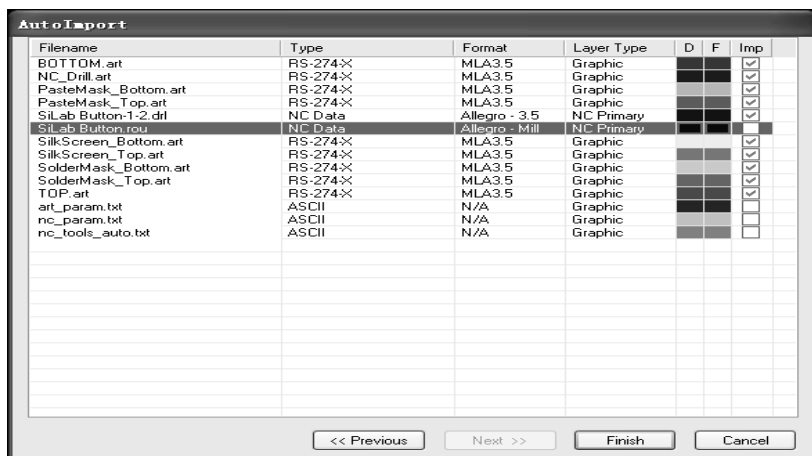 AutoImport
Filename Type Format Layer Type D F Imp
BOTTOM.art RS-274-X MLA3.5 Graphic
NC_Drill.art RS-274-X MLA3.5 Graphic
PasteMask_Bottom.art RS-274-X MLA3.5 Graphic
PasteMask_Top.art RS-274-X MLA3.5 Graphic
SiLab Button-1-2.drl NC Data Allegro - 3.5 NC Primary
SiLab Button.rou NC Data Allegro - Mill NC Primary
SilkScreen_Bottom.art RS-274-X MLA3.5 Graphic
SilkScreen_Top.art RS-274-X MLA3.5 Graphic
SolderMask_Bottom.art RS-274-X MLA3.5 Graphic
SolderMask_Top.art RS-274-X MLA3.5 Graphic
TOP.art RS-274-X MLA3.5 Graphic
art_param.txt ASCII N/A Graphic
nc_param.txt ASCII N/A Graphic
nc_tools_auto.txt ASCII N/A Graphic
<< Previous Next >> Finish Cancel